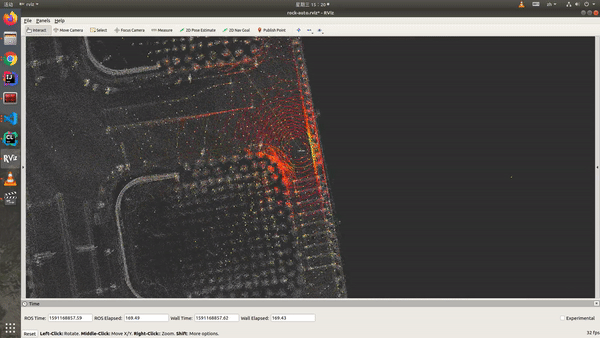 活动 RViz 星期三 15 : 20 zh
rock-auto.rviz* - RViz
File Panels Help
Interact Move Camera Select Focus Camera Measure 2D Pose Estimate 2D Nav Goal Publish Point
RViz
Time
ROS Time: 1591168857.59 ROS Elapsed: 169.49 Wall Time: 1591168857.62 Wall Elapsed: 169.43 Experimental
Reset Left-Click: Rotate. Middle-Click: Move X/Y. Right-Click: Zoom. Shift: More options. 32 fps